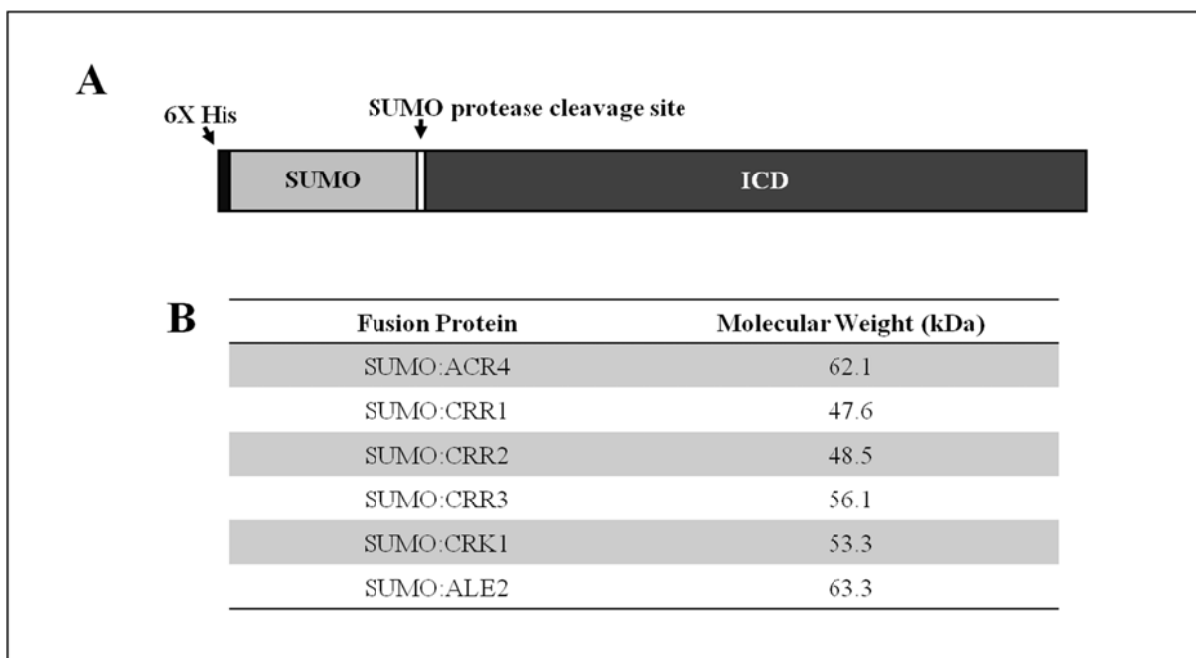 A
6X His
SUMO protease cleavage site
SUMO
ICD
B
Fusion Protein Molecular Weight (kDa)
SUMO:ACR4 62.1
SUMO:CRR1 47.6
SUMO:CRR2 48.5
SUMO:CRR3 56.1
SUMO:CRK1 53.3
SUMO:ALE2 63.3